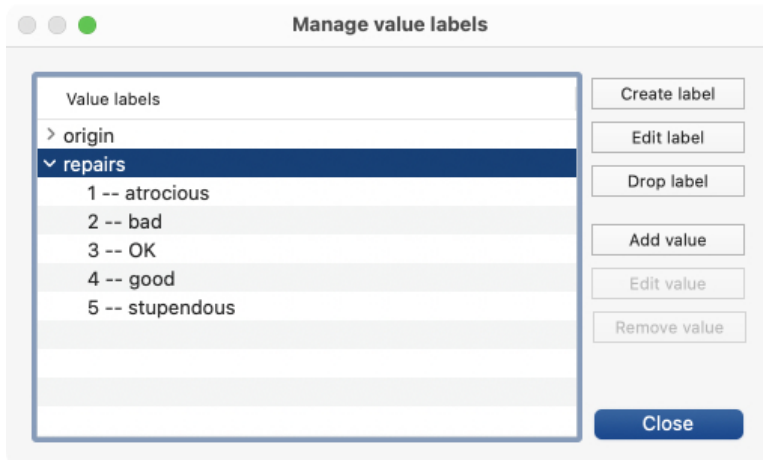 Manage value labels
Value labels
origin
repairs
1 -- atrocious
2 -- bad
3 -- OK
4 -- good
5 -- stupendous
Create label
Edit label
Drop label
Add value
Edit value
Remove value
Close